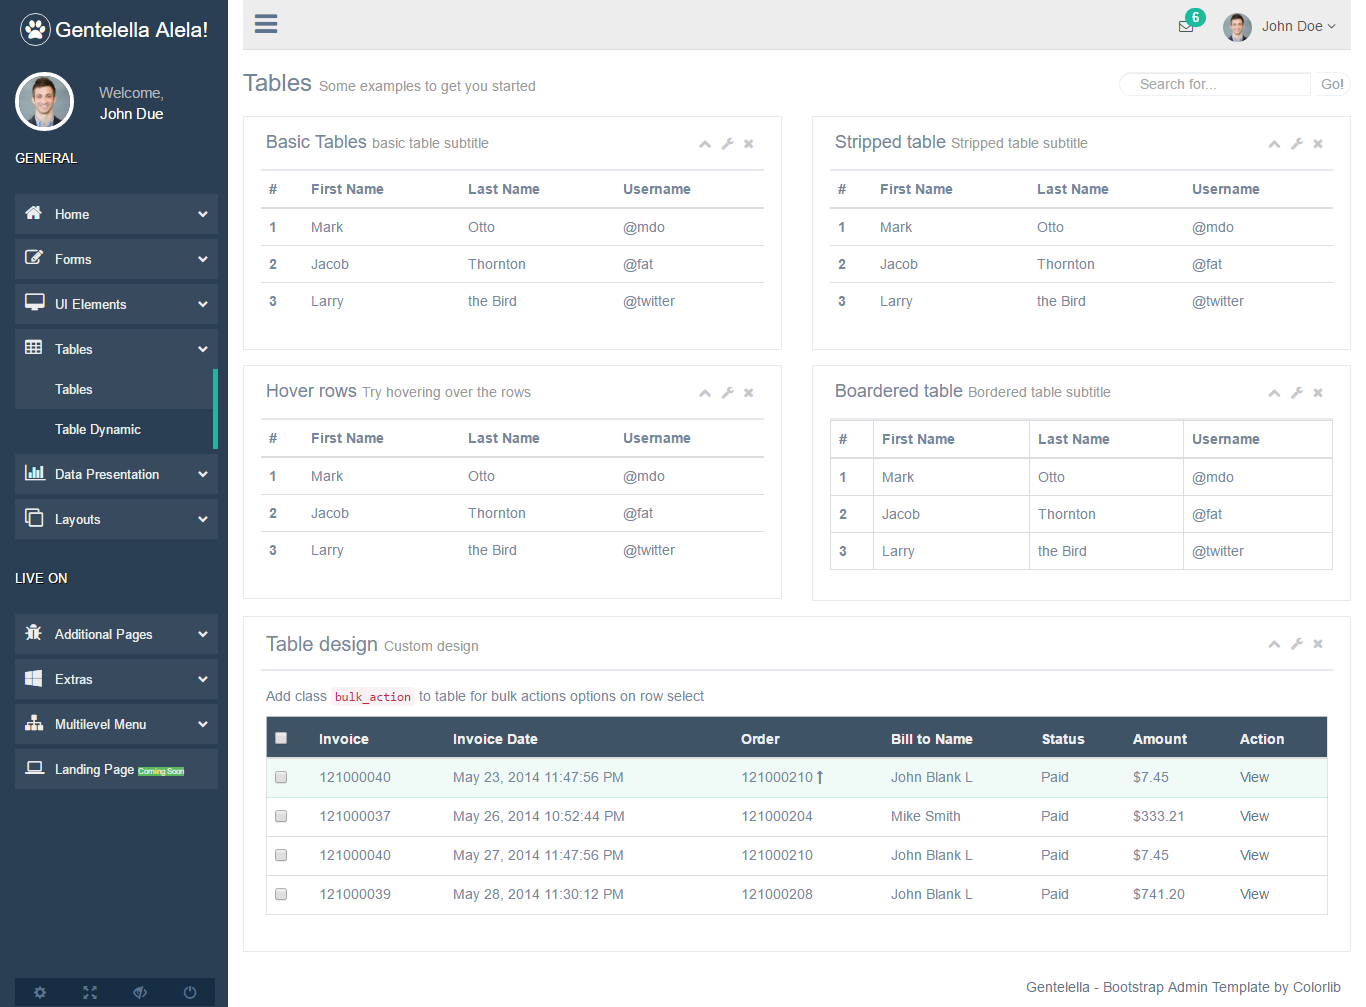 Gentelella Alela!
Welcome,
John Due
GENERAL
Home
Forms
UI Elements
Tables
Tables
Table Dynamic
Data Presentation
Layouts
LIVE ON
Additional Pages
Extras
Multilevel Menu
Landing Page Coming Soon
6
John Doe
Tables Some examples to get you started
Search for... Go!
Basic Tables basic table subtitle
# First Name Last Name Username
1 Mark Otto @mdo
2 Jacob Thornton @fat
3 Larry the Bird @twitter
Stripped table Stripped table subtitle
# First Name Last Name Username
1 Mark Otto @mdo
2 Jacob Thornton @fat
3 Larry the Bird @twitter
Hover rows Try hovering over the rows
# First Name Last Name Username
1 Mark Otto @mdo
2 Jacob Thornton @fat
3 Larry the Bird @twitter
Boardered table Bordered table subtitle
# First Name Last Name Username
1 Mark Otto @mdo
2 Jacob Thornton @fat
3 Larry the Bird @twitter
Table design Custom design
Add class bulk_action to table for bulk actions options on row select
Invoice Invoice Date Order Bill to Name Status Amount Action
121000040 May 23, 2014 11:47:56 PM 121000210 John Blank L Paid $7.45 View
121000037 May 26, 2014 10:52:44 PM 121000204 Mike Smith Paid $333.21 View
121000040 May 27, 2014 11:47:56 PM 121000210 John Blank L Paid $7.45 View
121000039 May 28, 2014 11:30:12 PM 121000208 John Blank L Paid $741.20 View
Gentelella - Bootstrap Admin Template by Colorlib